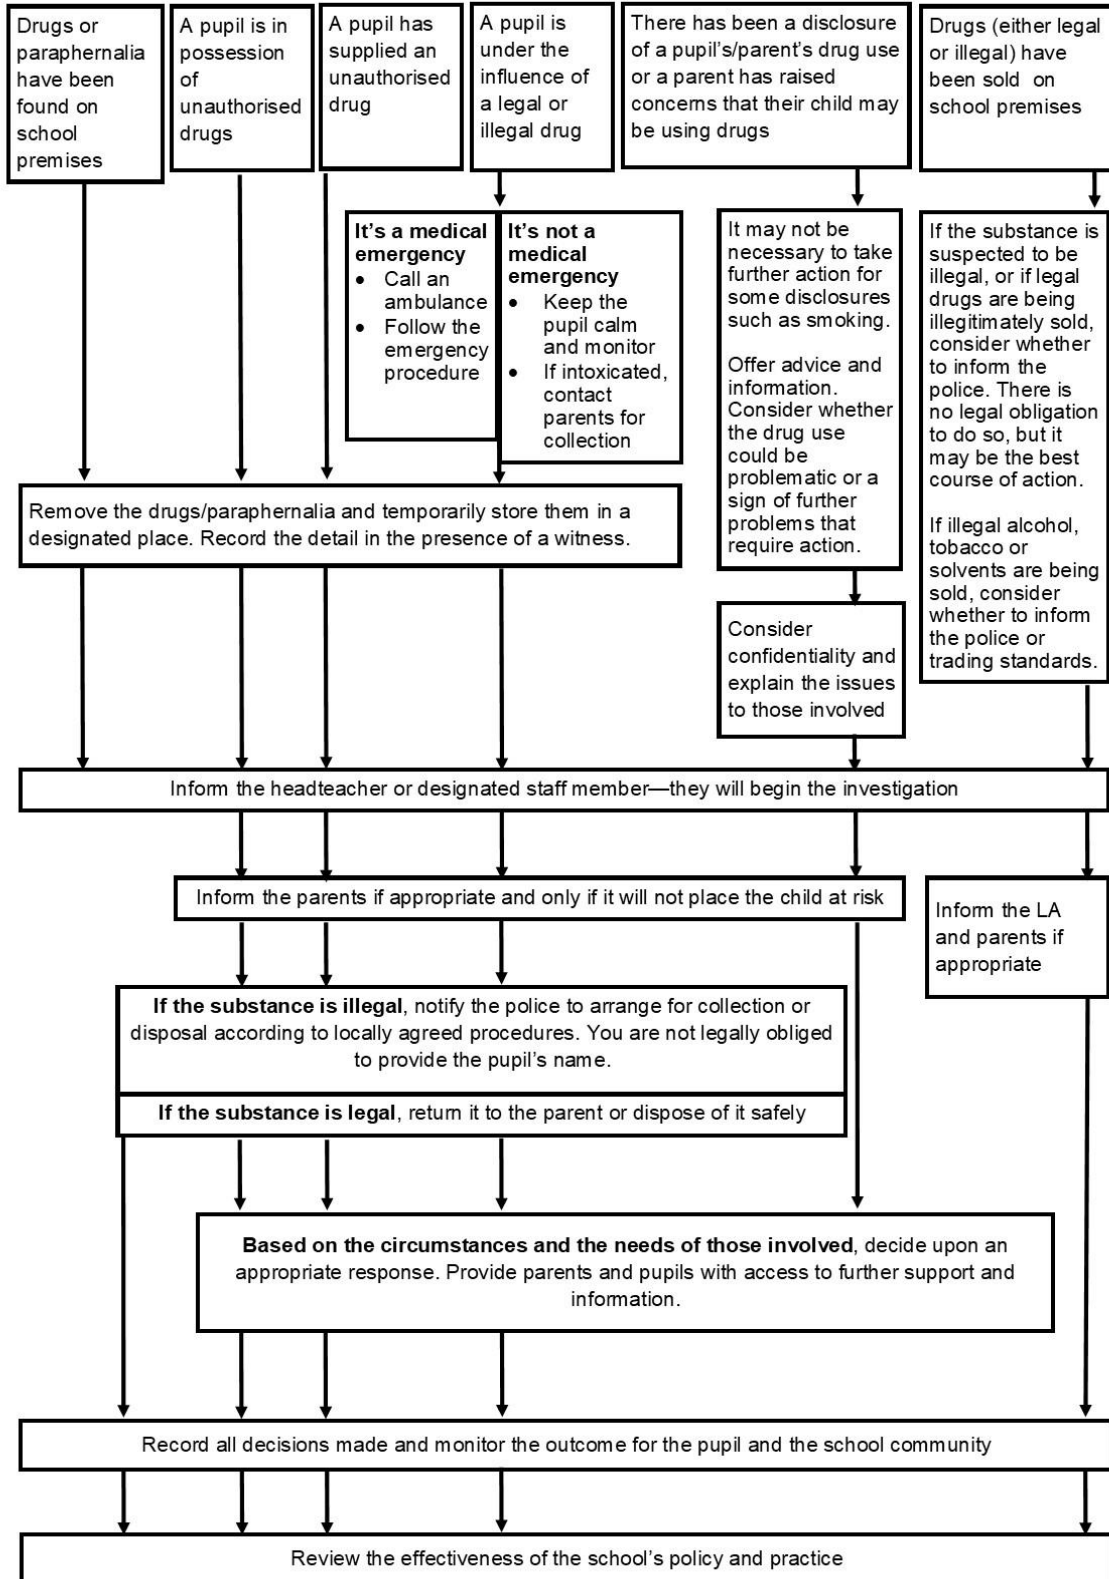 Drugs or
paraphernalia
have been
found on
school
premises
A pupil is in
possession
of
unauthorised
drugs
A pupil has
supplied an
unauthorised
drug
A pupil is
under the
influence of
a legal or
illegal drug
There has been a disclosure
of a pupil's/parent's drug use
or a parent has raised
concerns that their child may
be using drugs
Drugs (either legal
or illegal) have
been sold on
school premises
It's a medical
emergency
• Call an
ambulance
• Follow the
emergency
procedure
It's not a
medical
emergency
• Keep the
pupil calm
and monitor
• If intoxicated,
contact
parents for
collection
It may not be
necessary to take
further action for
some disclosures
such as smoking.
Offer advice and
information.
Consider whether
the drug use
could be
problematic or a
sign of further
problems that
require action.
If the substance is
suspected to be
illegal, or if legal
drugs are being
illegitimately sold,
consider whether
to inform the
police. There is
no legal obligation
to do so, but it
may be the best
course of action.
If illegal alcohol,
tobacco or
solvents are being
sold, consider
whether to inform
the police or
trading standards.
Remove the drugs/paraphernalia and temporarily store them in a
designated place. Record the detail in the presence of a witness.
Consider
confidentiality and
explain the issues
to those involved
Inform the headteacher or designated staff member—they will begin the investigation
Inform the parents if appropriate and only if it will not place the child at risk
Inform the LA
and parents if
appropriate
If the substance is illegal, notify the police to arrange for collection or
disposal according to locally agreed procedures. You are not legally obliged
to provide the pupil's name.
If the substance is legal, return it to the parent or dispose of it safely
Based on the circumstances and the needs of those involved, decide upon an
appropriate response. Provide parents and pupils with access to further support and
information.
Record all decisions made and monitor the outcome for the pupil and the school community
Review the effectiveness of the school's policy and practice